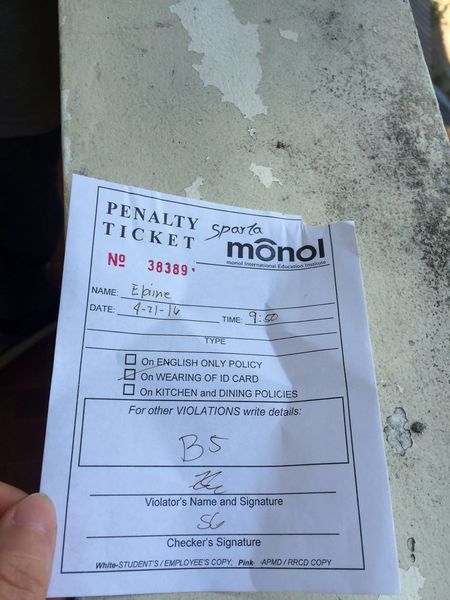 PENALTY
TICKET
Sparta
monol
monol International Education Institute
No 38389
NAME:
DATE: 4-21-16 TIME: 9:50
TYPE
On ENGLISH ONLY POLICY
On WEARING OF ID CARD
On KITCHEN and DINING POLICIES
For other VIOLATIONS write details:
B5
Violator's Name and Signature
Checker's Signature
White-STUDENT'S / EMPLOYEE'S COPY, Pink -APMD / RRCD COPY